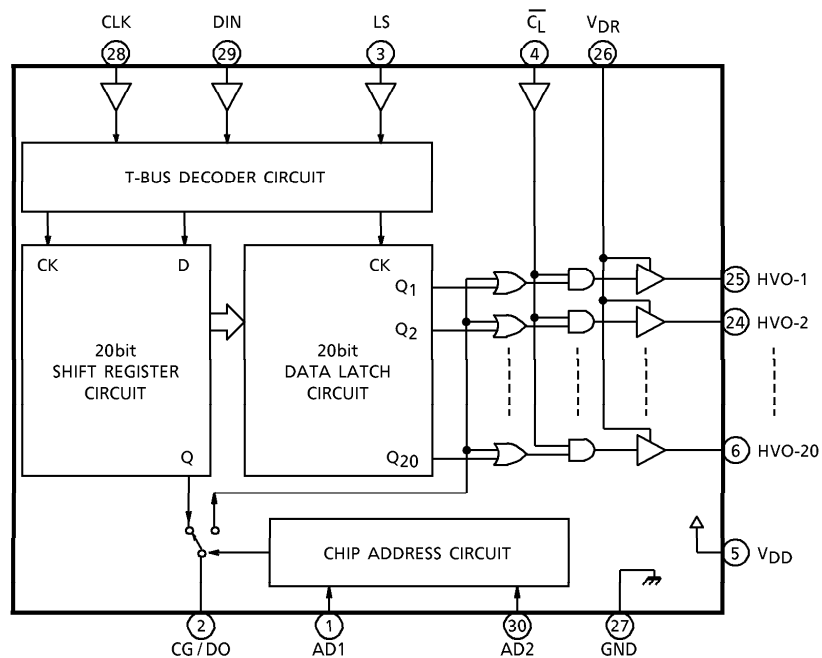 CLK DIN LS C̅L̅ VDR
28 29 3 4 26
T-BUS DECODER CIRCUIT
CK D CK
Q1 25 HVO-1
Q2 24 HVO-2
20bit
SHIFT REGISTER
CIRCUIT
20bit
DATA LATCH
CIRCUIT
Q Q20 6 HVO-20
CHIP ADDRESS CIRCUIT
5 VDD
2 1 30 27
CG/DO AD1 AD2 GND